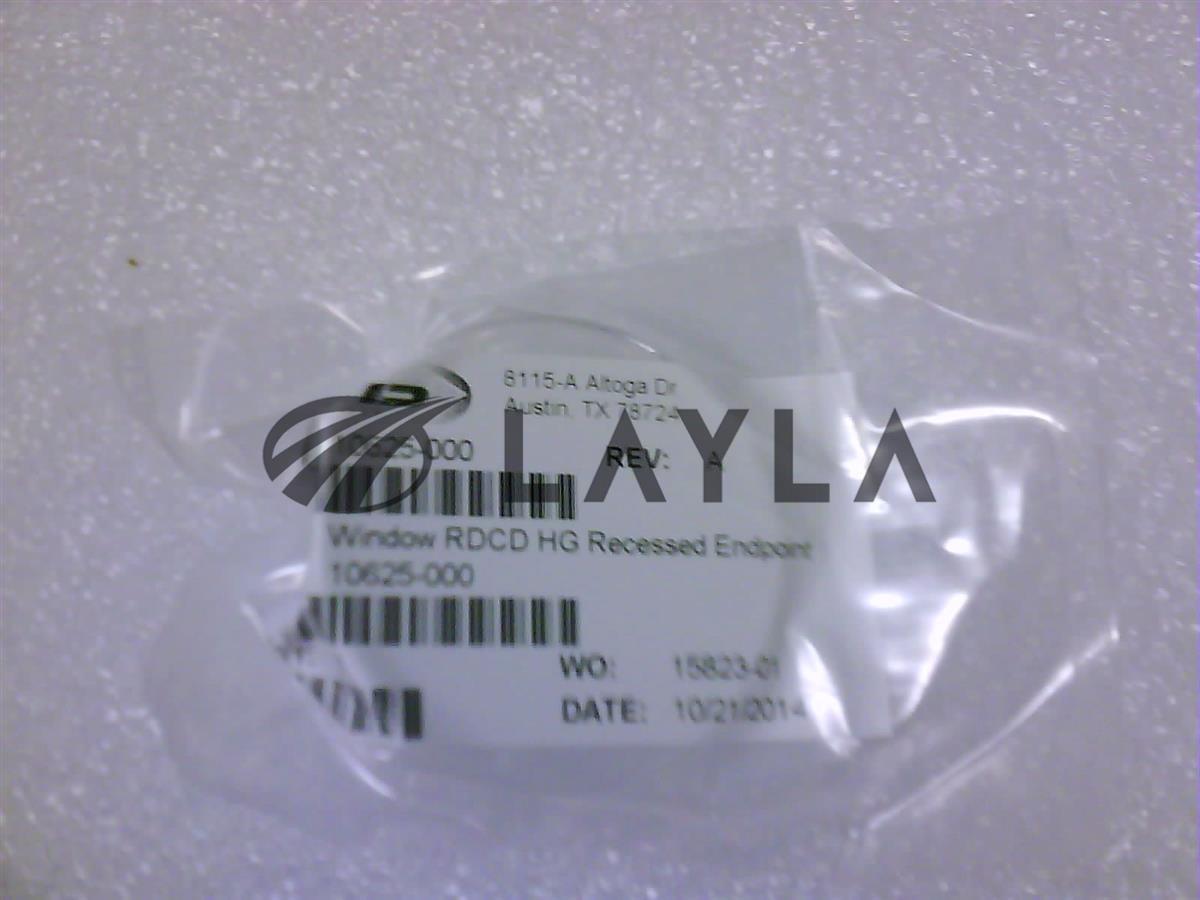 6115-A Altoga Dr
Austin, TX 78724
10625-000 REV: A
LAYLA
Window RDCD HG Recessed Endpoint
10625-000
WO: 15823-01
DATE: 10/21/2014